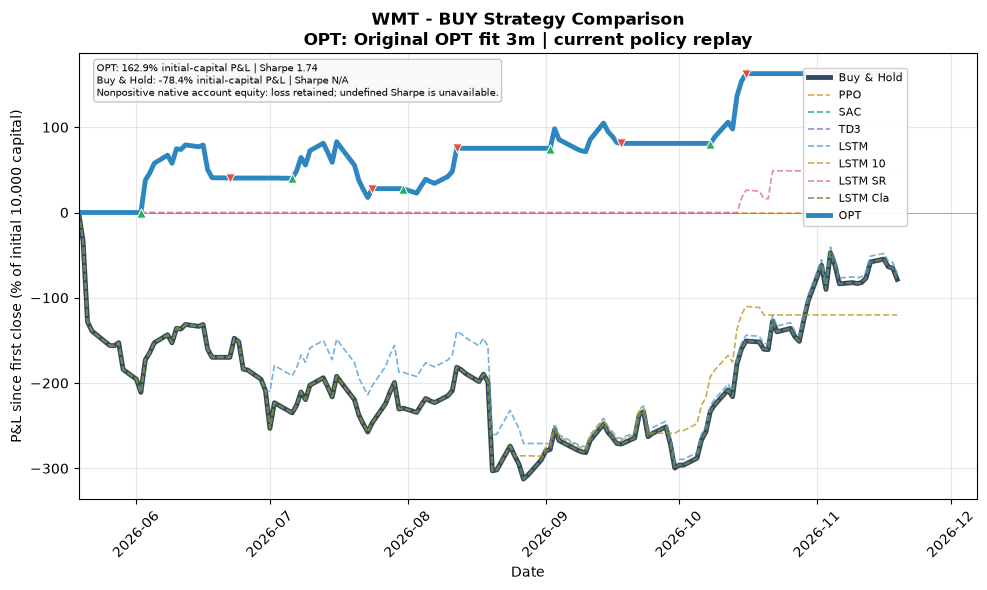 WMT - BUY Strategy Comparison
OPT: Original OPT fit 3m | current policy replay
OPT: 162.9% initial-capital P&L | Sharpe 1.74
Buy & Hold: -78.4% initial-capital P&L | Sharpe N/A
Nonpositive native account equity: loss retained; undefined Sharpe is unavailable.
Buy & Hold
PPO
SAC
TD3
LSTM
LSTM 10
LSTM SR
LSTM Cla
OPT
P&L since first close (% of initial 10,000 capital)
100
0
−100
−200
−300
2026-06
2026-07
2026-08
2026-09
2026-10
2026-11
2026-12
Date